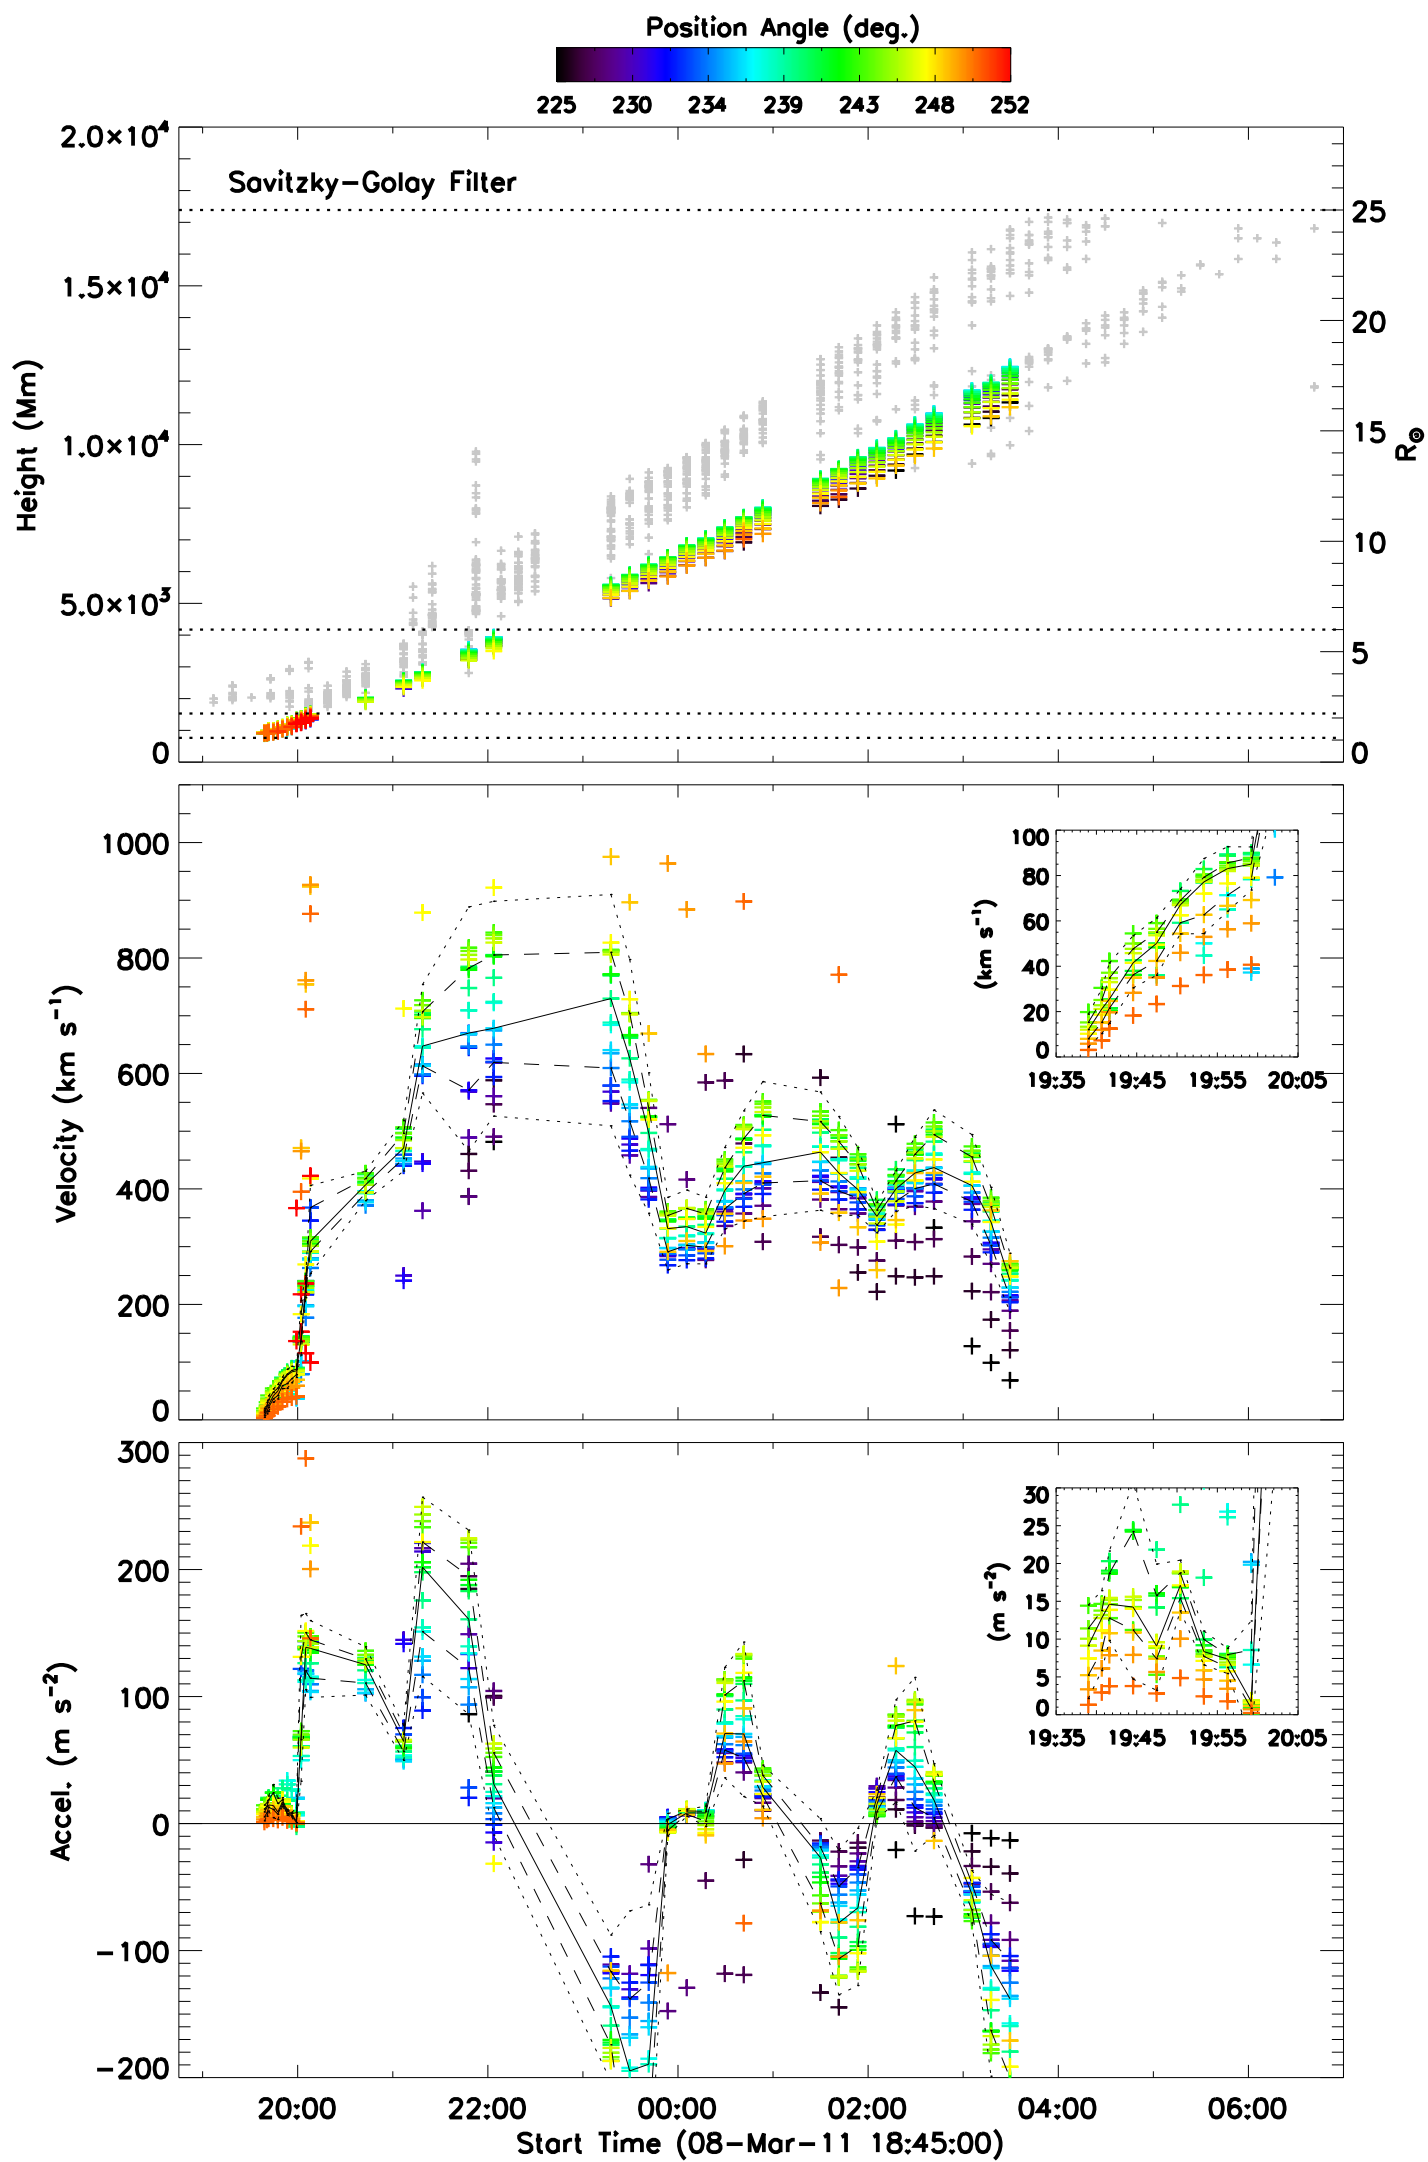 Position Angle (deg.)
225 230 234 239 243 248 252
Savitzky-Golay Filter
2.0×10⁴
1.5×10⁴
1.0×10⁴
5.0×10³
0
Height (Mm)
25
20
15
10
5
0
R⊙
1000
800
600
400
200
0
Velocity (km s⁻¹)
100
80
60
40
20
0
(km s⁻¹)
19:35 19:45 19:55 20:05
300
200
100
0
-100
-200
Accel. (m s⁻²)
30
25
20
15
10
5
0
(m s⁻²)
19:35 19:45 19:55 20:05
20:00 22:00 00:00 02:00 04:00 06:00
Start Time (08-Mar-11 18:45:00)